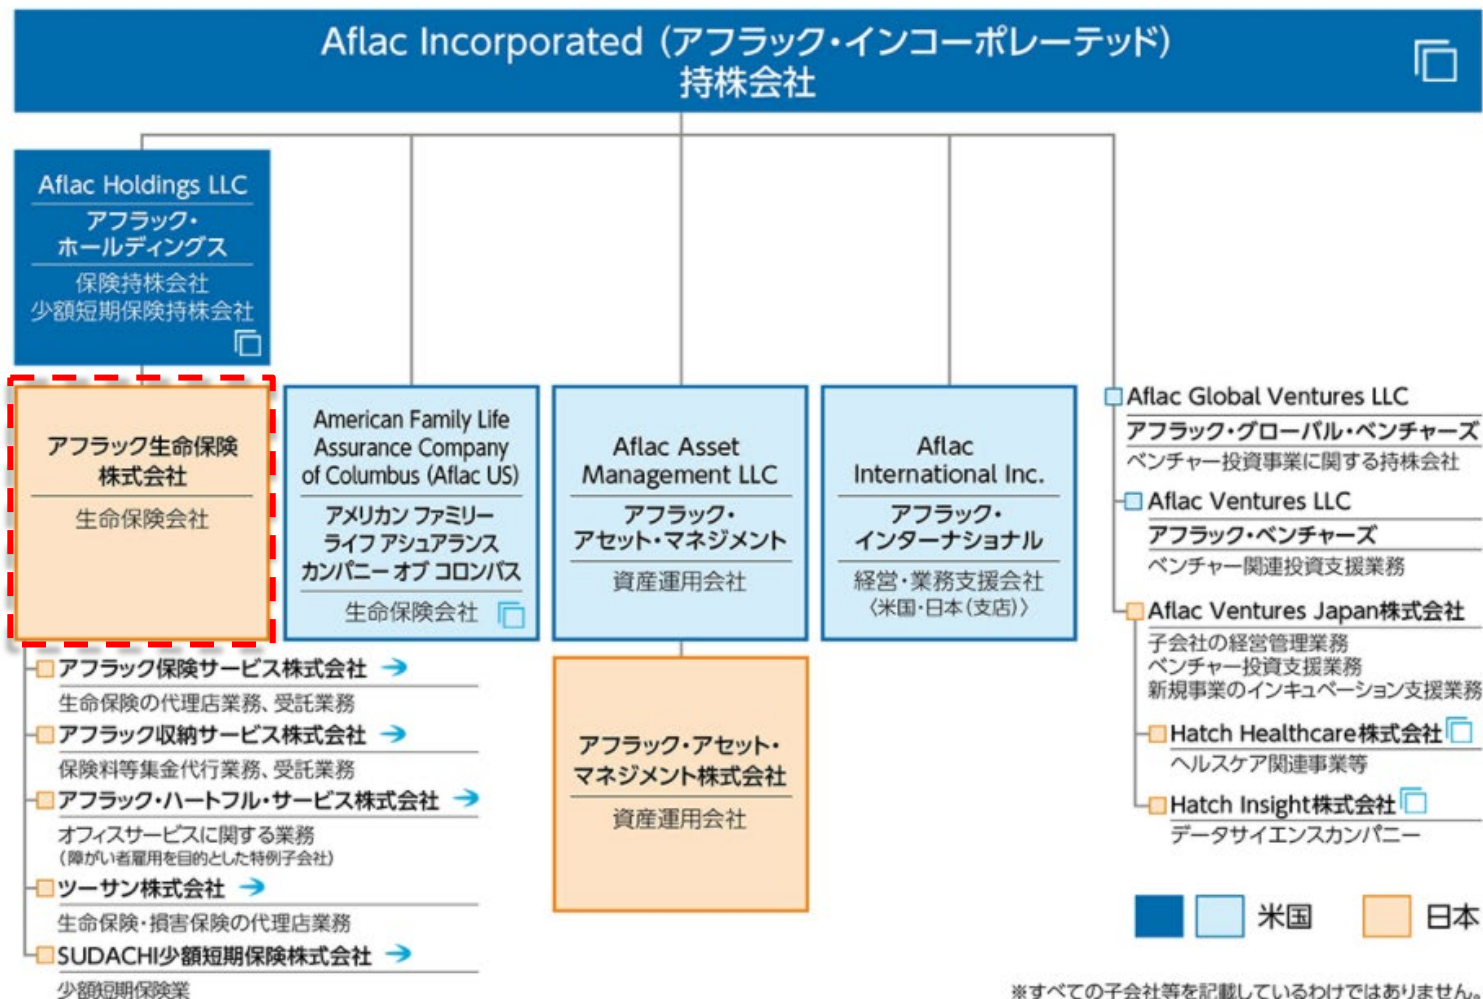 Aflac Incorporated（アフラック・インコーポレーテッド）
持株会社
Aflac Holdings LLC
アフラック・
ホールディングス
保険持株会社
少額短期保険持株会社
アフラック生命保険
株式会社
生命保険会社
American Family Life
Assurance Company
of Columbus (Aflac US)
アメリカン ファミリー
ライフ アシュアランス
カンパニー オブ コロンバス
生命保険会社
Aflac Asset
Management LLC
アフラック・
アセット・マネジメント
資産運用会社
Aflac
International Inc.
アフラック・
インターナショナル
経営・業務支援会社
〈米国・日本（支店）〉
Aflac Global Ventures LLC
アフラック・グローバル・ベンチャーズ
ベンチャー投資事業に関する持株会社
Aflac Ventures LLC
アフラック・ベンチャーズ
ベンチャー関連投資支援業務
Aflac Ventures Japan株式会社
子会社の経営管理業務
ベンチャー投資支援業務
新規事業のインキュベーション支援業務
Hatch Healthcare株式会社
ヘルスケア関連事業等
Hatch Insight株式会社
データサイエンスカンパニー
アフラック保険サービス株式会社
生命保険の代理店業務、受託業務
アフラック収納サービス株式会社
保険料等集金代行業務、受託業務
アフラック・ハートフル・サービス株式会社
オフィスサービスに関する業務
（障がい者雇用を目的とした特例子会社）
ツーサン株式会社
生命保険・損害保険の代理店業務
SUDACHI少額短期保険株式会社
少額短期保険業
アフラック・アセット・
マネジメント株式会社
資産運用会社
米国
日本
※すべての子会社等を記載しているわけではありません。